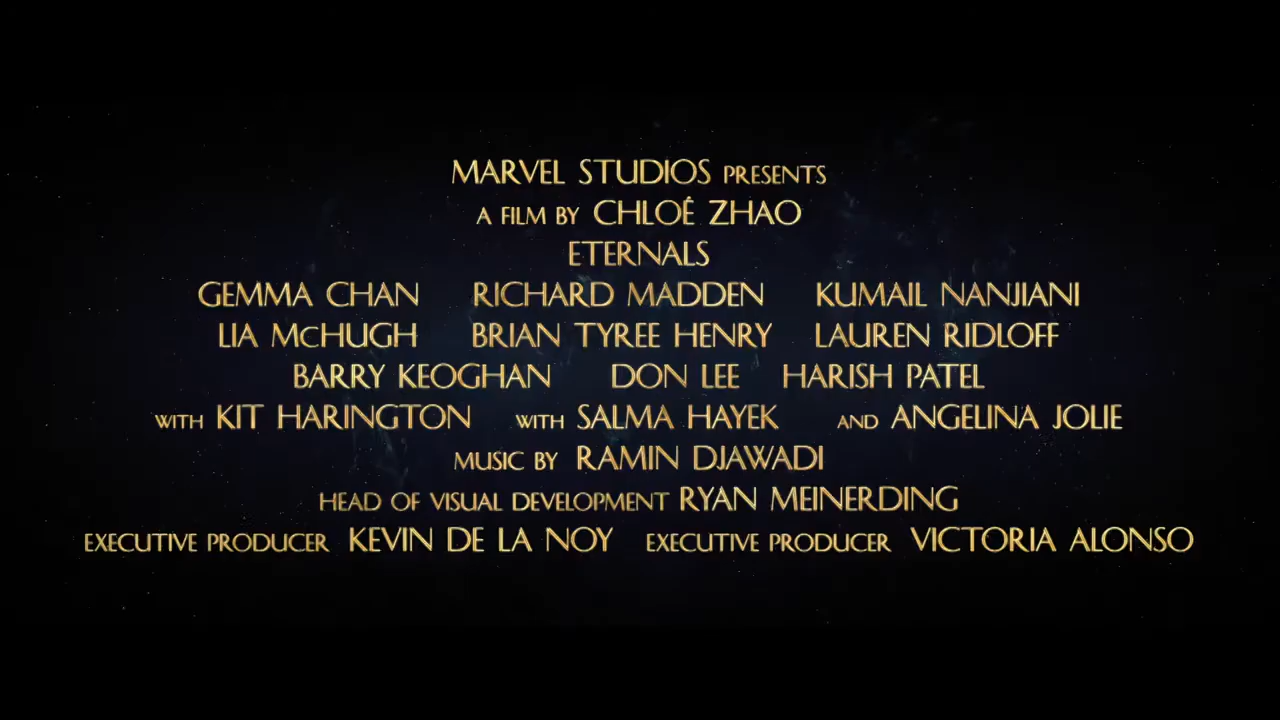 MARVEL STUDIOS PRESENTS
A FILM BY CHLOÉ ZHAO
ETERNALS
GEMMA CHAN RICHARD MADDEN KUMAIL NANJIANI
LIA McHUGH BRIAN TYREE HENRY LAUREN RIDLOFF
BARRY KEOGHAN DON LEE HARISH PATEL
WITH KIT HARINGTON WITH SALMA HAYEK AND ANGELINA JOLIE
MUSIC BY RAMIN DJAWADI
HEAD OF VISUAL DEVELOPMENT RYAN MEINERDING
EXECUTIVE PRODUCER KEVIN DE LA NOY EXECUTIVE PRODUCER VICTORIA ALONSO